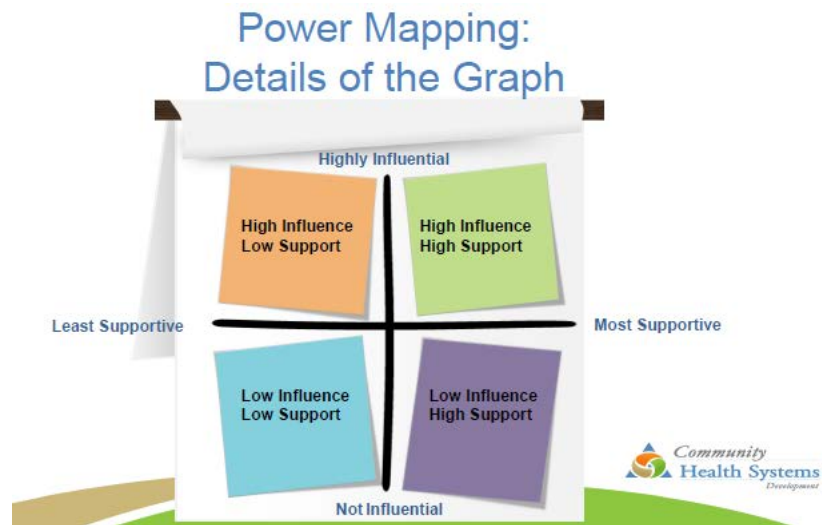 Power Mapping:
Details of the Graph
Highly Influential
High Influence
Low Support
High Influence
High Support
Least Supportive
Most Supportive
Low Influence
Low Support
Low Influence
High Support
Not Influential
Community
Health Systems
Development